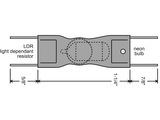 LDR
light dependant
resistor
neon
bulb
5/8"
1-1/4"
7/8"